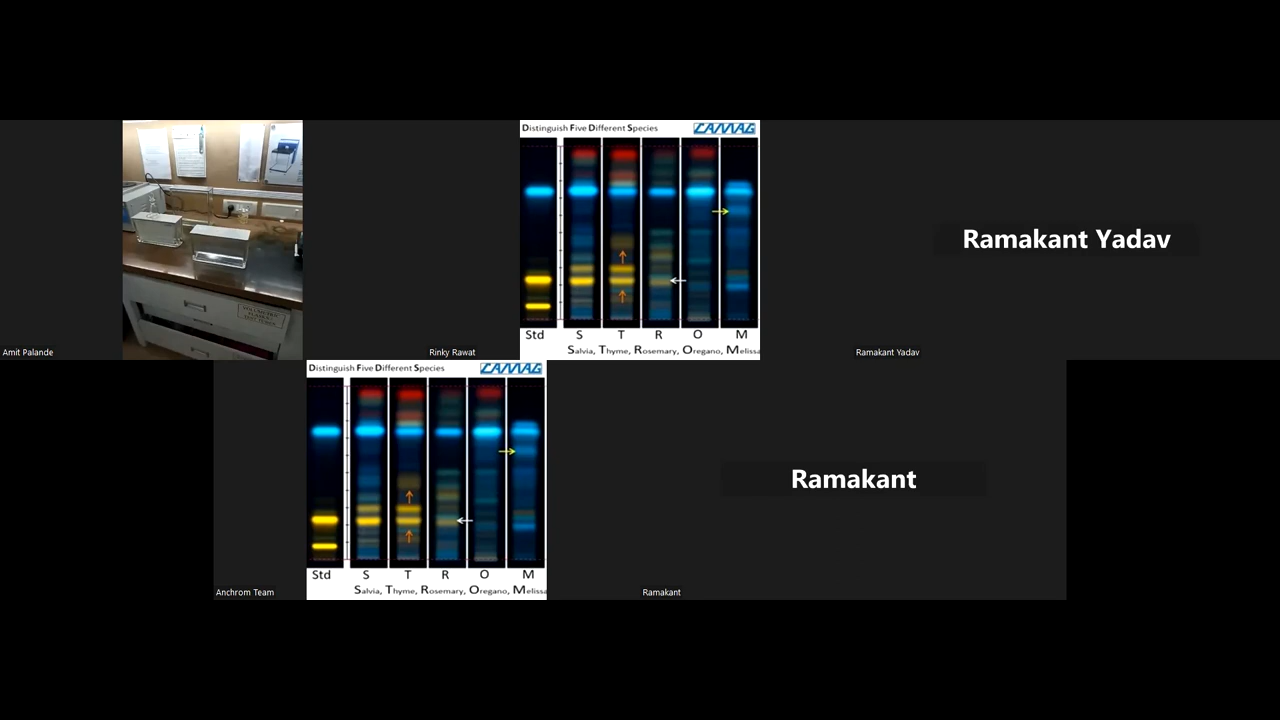 Distinguish Five Different Species
CAMAG
Std
S
T
R
O
M
Salvia, Thyme, Rosemary, Oregano, Melissa
Ramakant Yadav
Amit Palande
Rinky Rawat
Ramakant Yadav
Distinguish Five Different Species
CAMAG
Std
S
T
R
O
M
Salvia, Thyme, Rosemary, Oregano, Melissa
Ramakant
Anchrom Team
Ramakant